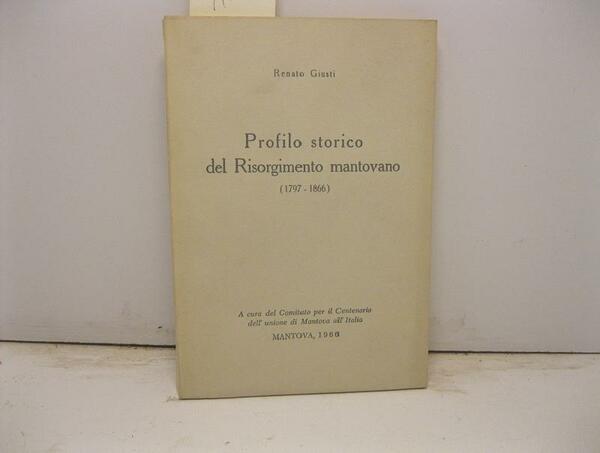 Renato Giusti
Profilo storico
del Risorgimento mantovano
(1797 - 1866)
A cura del Comitato per il Centenario
dell' unione di Mantova all' Italia
MANTOVA, 1966